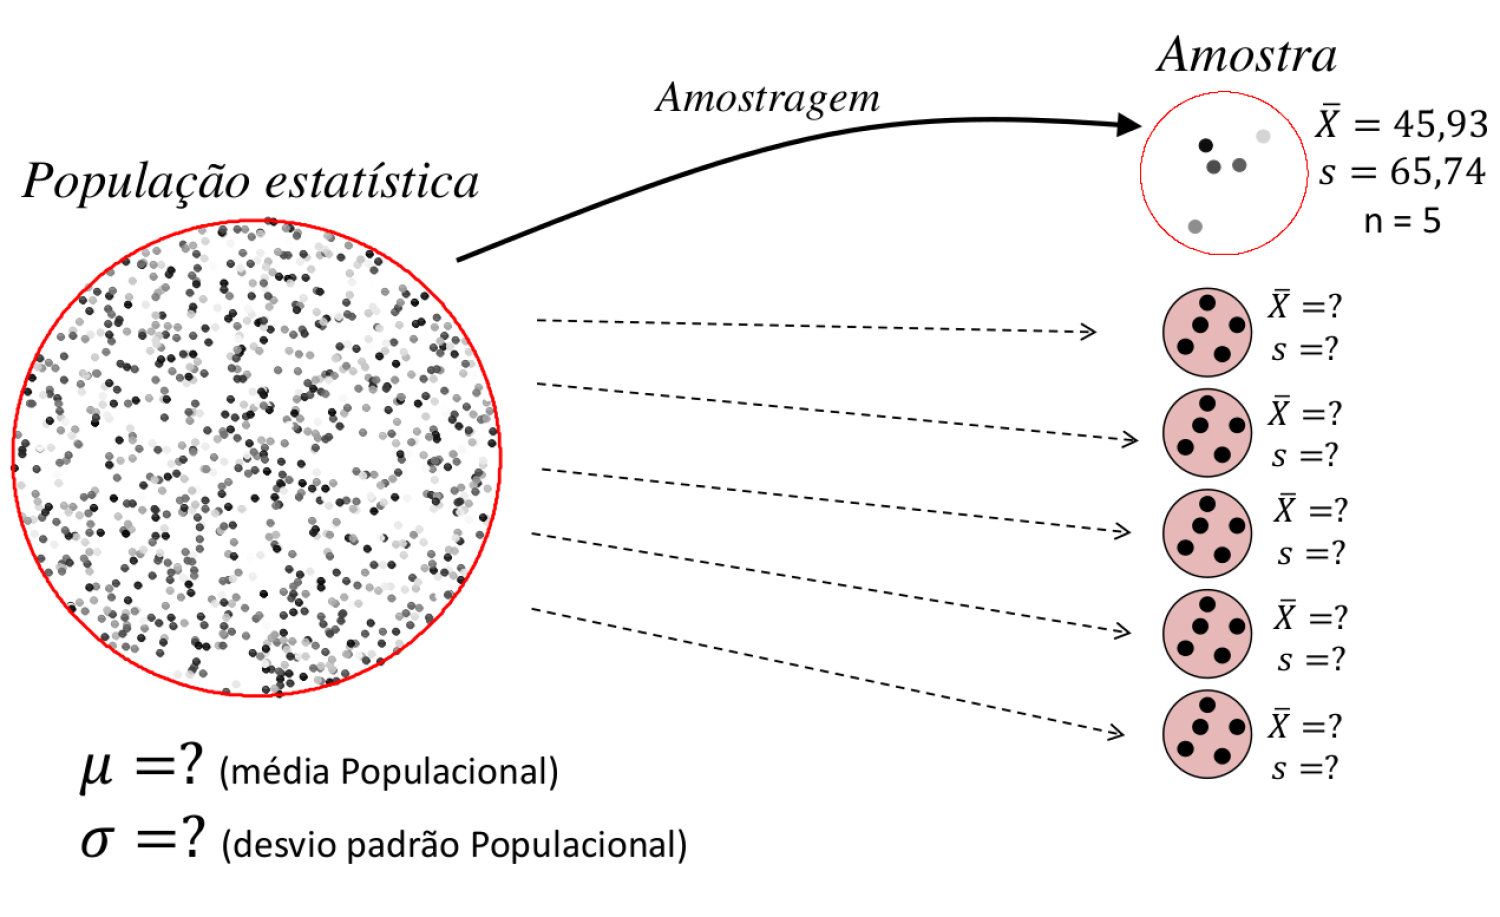 Amostra
Amostragem
X̄ = 45,93
s = 65,74
n = 5
População estatística
X̄ =?
s =?
X̄ =?
s =?
X̄ =?
s =?
X̄ =?
s =?
X̄ =?
s =?
μ =? (média Populacional)
σ =? (desvio padrão Populacional)